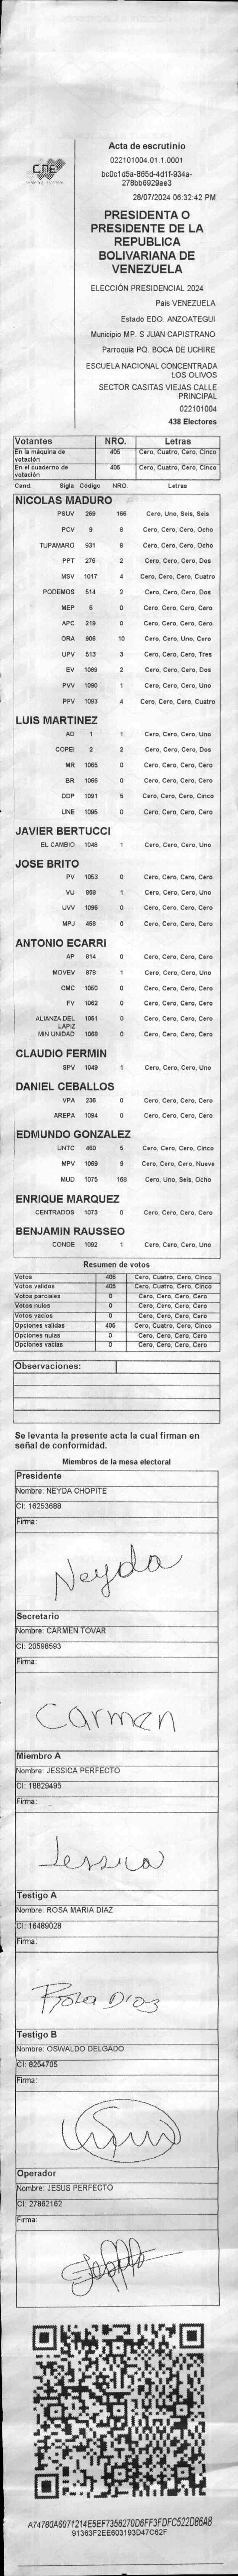 CNE
Acta de escrutinio
022101004.01.1.0001
bc0c1d5a-865d-4d1f-934a-
278bb6929ae3
28/07/2024 06:32:42 PM
PRESIDENTA O
PRESIDENTE DE LA
REPUBLICA
BOLIVARIANA DE
VENEZUELA
ELECCIÓN PRESIDENCIAL 2024
Pais VENEZUELA
Estado EDO. ANZOATEGUI
Municipio MP. S JUAN CAPISTRANO
Parroquia PQ. BOCA DE UCHIRE
ESCUELA NACIONAL CONCENTRADA
LOS OLIVOS
SECTOR CASITAS VIEJAS CALLE
PRINCIPAL
022101004
438 Electores
Votantes NRO. Letras
En la máquina de votación 405 Cero, Cuatro, Cero, Cinco
En el cuaderno de votación 405 Cero, Cuatro, Cero, Cinco
Cand. Sigla Código NRO. Letras
NICOLAS MADURO
PSUV 269 166 Cero, Uno, Seis, Seis
PCV 9 8 Cero, Cero, Cero, Ocho
TUPAMARO 931 8 Cero, Cero, Cero, Ocho
PPT 276 2 Cero, Cero, Cero, Dos
MSV 1017 4 Cero, Cero, Cero, Cuatro
PODEMOS 514 2 Cero, Cero, Cero, Dos
MEP 5 0 Cero, Cero, Cero, Cero
APC 219 0 Cero, Cero, Cero, Cero
ORA 906 10 Cero, Cero, Uno, Cero
UPV 513 3 Cero, Cero, Cero, Tres
EV 1089 2 Cero, Cero, Cero, Dos
PVV 1090 1 Cero, Cero, Cero, Uno
PFV 1093 4 Cero, Cero, Cero, Cuatro
LUIS MARTINEZ
AD 1 1 Cero, Cero, Cero, Uno
COPEI 2 2 Cero, Cero, Cero, Dos
MR 1065 0 Cero, Cero, Cero, Cero
BR 1056 0 Cero, Cero, Cero, Cero
DDP 1091 5 Cero, Cero, Cero, Cinco
UNE 1095 0 Cero, Cero, Cero, Cero
JAVIER BERTUCCI
EL CAMBIO 1048 1 Cero, Cero, Cero, Uno
JOSE BRITO
PV 1053 0 Cero, Cero, Cero, Cero
VU 968 1 Cero, Cero, Cero, Uno
UVV 1096 0 Cero, Cero, Cero, Cero
MPJ 458 0 Cero, Cero, Cero, Cero
ANTONIO ECARRI
AP 814 0 Cero, Cero, Cero, Cero
MOVEV 978 1 Cero, Cero, Cero, Uno
CMC 1050 0 Cero, Cero, Cero, Cero
FV 1052 0 Cero, Cero, Cero, Cero
ALIANZA DEL LAPIZ 1051 0 Cero, Cero, Cero, Cero
MIN UNIDAD 1088 0 Cero, Cero, Cero, Cero
CLAUDIO FERMIN
SPV 1049 1 Cero, Cero, Cero, Uno
DANIEL CEBALLOS
VPA 236 0 Cero, Cero, Cero, Cero
AREPA 1094 0 Cero, Cero, Cero, Cero
EDMUNDO GONZALEZ
UNTC 460 5 Cero, Cero, Cero, Cinco
MPV 1069 9 Cero, Cero, Cero, Nueve
MUD 1075 168 Cero, Uno, Seis, Ocho
ENRIQUE MARQUEZ
CENTRADOS 1073 0 Cero, Cero, Cero, Cero
BENJAMIN RAUSSEO
CONDE 1092 1 Cero, Cero, Cero, Uno
Resumen de votos
Votos 405 Cero, Cuatro, Cero, Cinco
Votos validos 405 Cero, Cuatro, Cero, Cinco
Votos parciales 0 Cero, Cero, Cero, Cero
Votos nulos 0 Cero, Cero, Cero, Cero
Votos vacios 0 Cero, Cero, Cero, Cero
Opciones validas 405 Cero, Cuatro, Cero, Cinco
Opciones nulas 0 Cero, Cero, Cero, Cero
Opciones vacias 0 Cero, Cero, Cero, Cero
Observaciones:
Se levanta la presente acta la cual firman en
señal de conformidad.
Miembros de la mesa electoral
Presidente
Nombre: NEYDA CHOPITE
CI: 16253688
Firma:
Neyda
Secretario
Nombre: CARMEN TOVAR
CI: 20598593
Firma:
Carmen
Miembro A
Nombre: JESSICA PERFECTO
CI: 18829495
Firma:
Jessica
Testigo A
Nombre: ROSA MARIA DIAZ
CI: 16489028
Firma:
Rosa Diaz
Testigo B
Nombre: OSWALDO DELGADO
CI: 8254705
Firma:
Operador
Nombre: JESUS PERFECTO
CI: 27862162
Firma:
A74780A6071214E5EF7356270D6FF3FDFC522D86A8
91363F2EE603193D47C62F